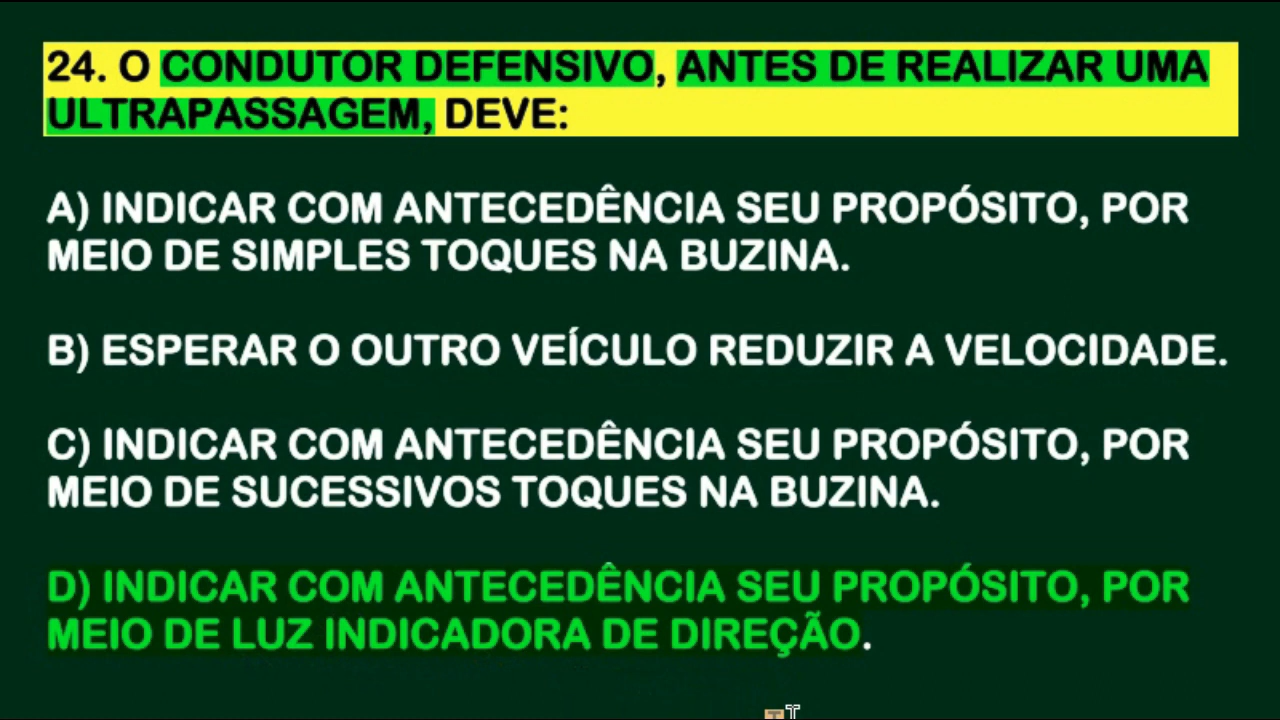 24. O CONDUTOR DEFENSIVO, ANTES DE REALIZAR UMA
ULTRAPASSAGEM, DEVE:
A) INDICAR COM ANTECEDÊNCIA SEU PROPÓSITO, POR
MEIO DE SIMPLES TOQUES NA BUZINA.
B) ESPERAR O OUTRO VEÍCULO REDUZIR A VELOCIDADE.
C) INDICAR COM ANTECEDÊNCIA SEU PROPÓSITO, POR
MEIO DE SUCESSIVOS TOQUES NA BUZINA.
D) INDICAR COM ANTECEDÊNCIA SEU PROPÓSITO, POR
MEIO DE LUZ INDICADORA DE DIREÇÃO.